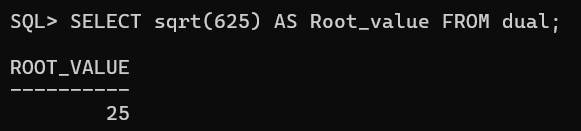 SQL> SELECT sqrt(625) AS Root_value FROM dual;
ROOT_VALUE
----------
25